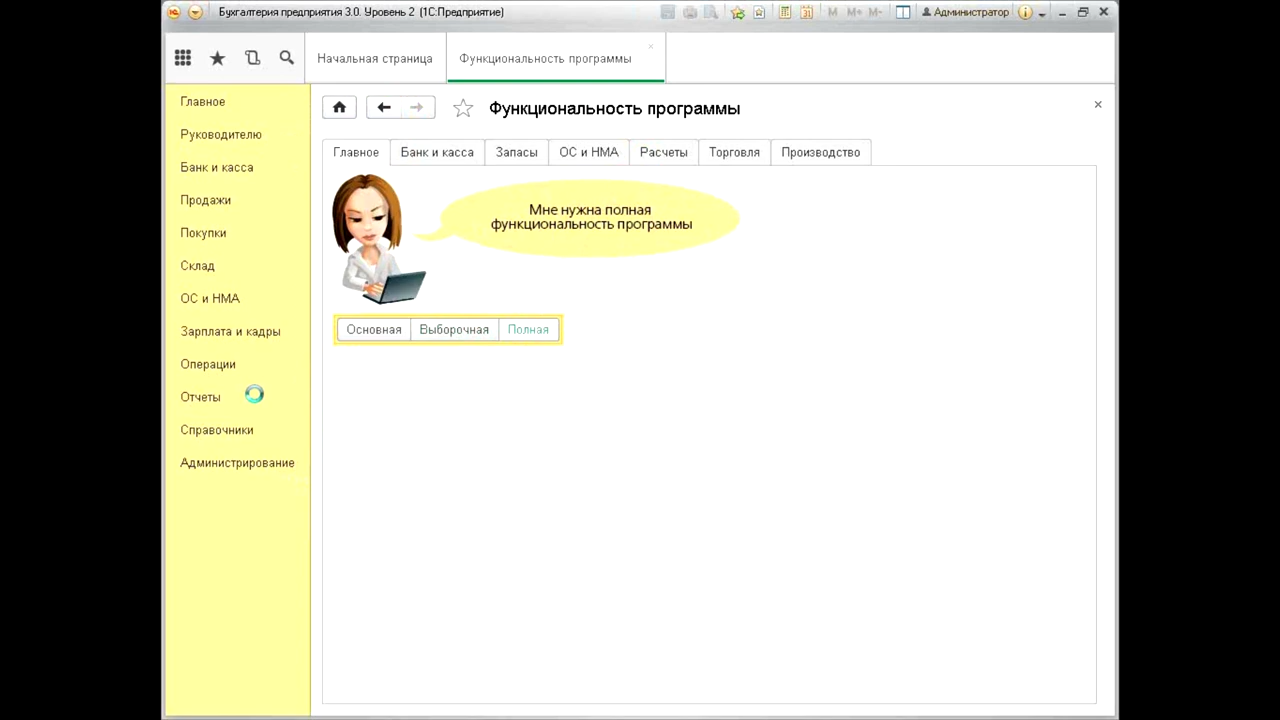 Бухгалтерия предприятия 3.0. Уровень 2 (1С:Предприятие)
M M+ M- Администратор
Начальная страница
Функциональность программы
Главное
Руководителю
Банк и касса
Продажи
Покупки
Склад
ОС и НМА
Зарплата и кадры
Операции
Отчеты
Справочники
Администрирование
Функциональность программы
Главное Банк и касса Запасы ОС и НМА Расчеты Торговля Производство
Мне нужна полная
функциональность программы
Основная Выборочная Полная